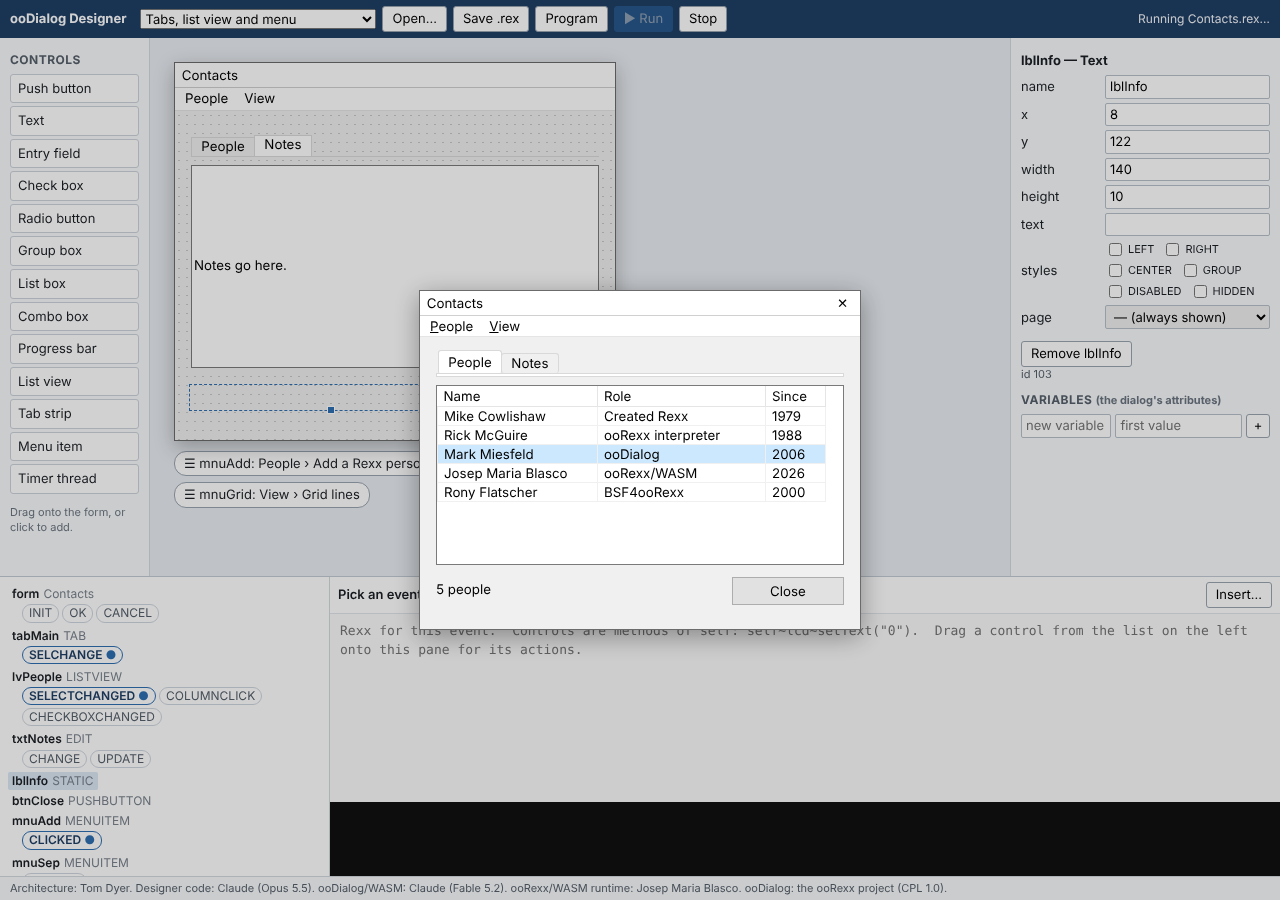 ooDialog Designer
Tabs, list view and menu
Open...
Save .rex
Program
▶ Run
Stop
Running Contacts.rex...
CONTROLS
Push button
Text
Entry field
Check box
Radio button
Group box
List box
Combo box
Progress bar
List view
Tab strip
Menu item
Timer thread
Drag onto the form, or
click to add.
Contacts
People View
People Notes
Notes go here.
☰ mnuAdd: People › Add a Rexx perso
☰ mnuGrid: View › Grid lines
Contacts ✕
People View
People Notes
Name Role Since
Mike Cowlishaw Created Rexx 1979
Rick McGuire ooRexx interpreter 1988
Mark Miesfeld ooDialog 2006
Josep Maria Blasco ooRexx/WASM 2026
Rony Flatscher BSF4ooRexx 2000
5 people
Close
lblInfo — Text
name lblInfo
x 8
y 122
width 140
height 10
text
styles
LEFT RIGHT
CENTER GROUP
DISABLED HIDDEN
page — (always shown)
Remove lblInfo
id 103
VARIABLES (the dialog's attributes)
new variable first value +
form Contacts
INIT OK CANCEL
tabMain TAB
SELCHANGE
lvPeople LISTVIEW
SELECTCHANGED COLUMNCLICK
CHECKBOXCHANGED
txtNotes EDIT
CHANGE UPDATE
lblInfo STATIC
btnClose PUSHBUTTON
mnuAdd MENUITEM
CLICKED
mnuSep MENUITEM
Pick an event
Insert...
Rexx for this event. Controls are methods of self: self~lcd~setText("0"). Drag a control from the list on the left
onto this pane for its actions.
Architecture: Tom Dyer. Designer code: Claude (Opus 5.5). ooDialog/WASM: Claude (Fable 5.2). ooRexx/WASM runtime: Josep Maria Blasco. ooDialog: the ooRexx project (CPL 1.0).